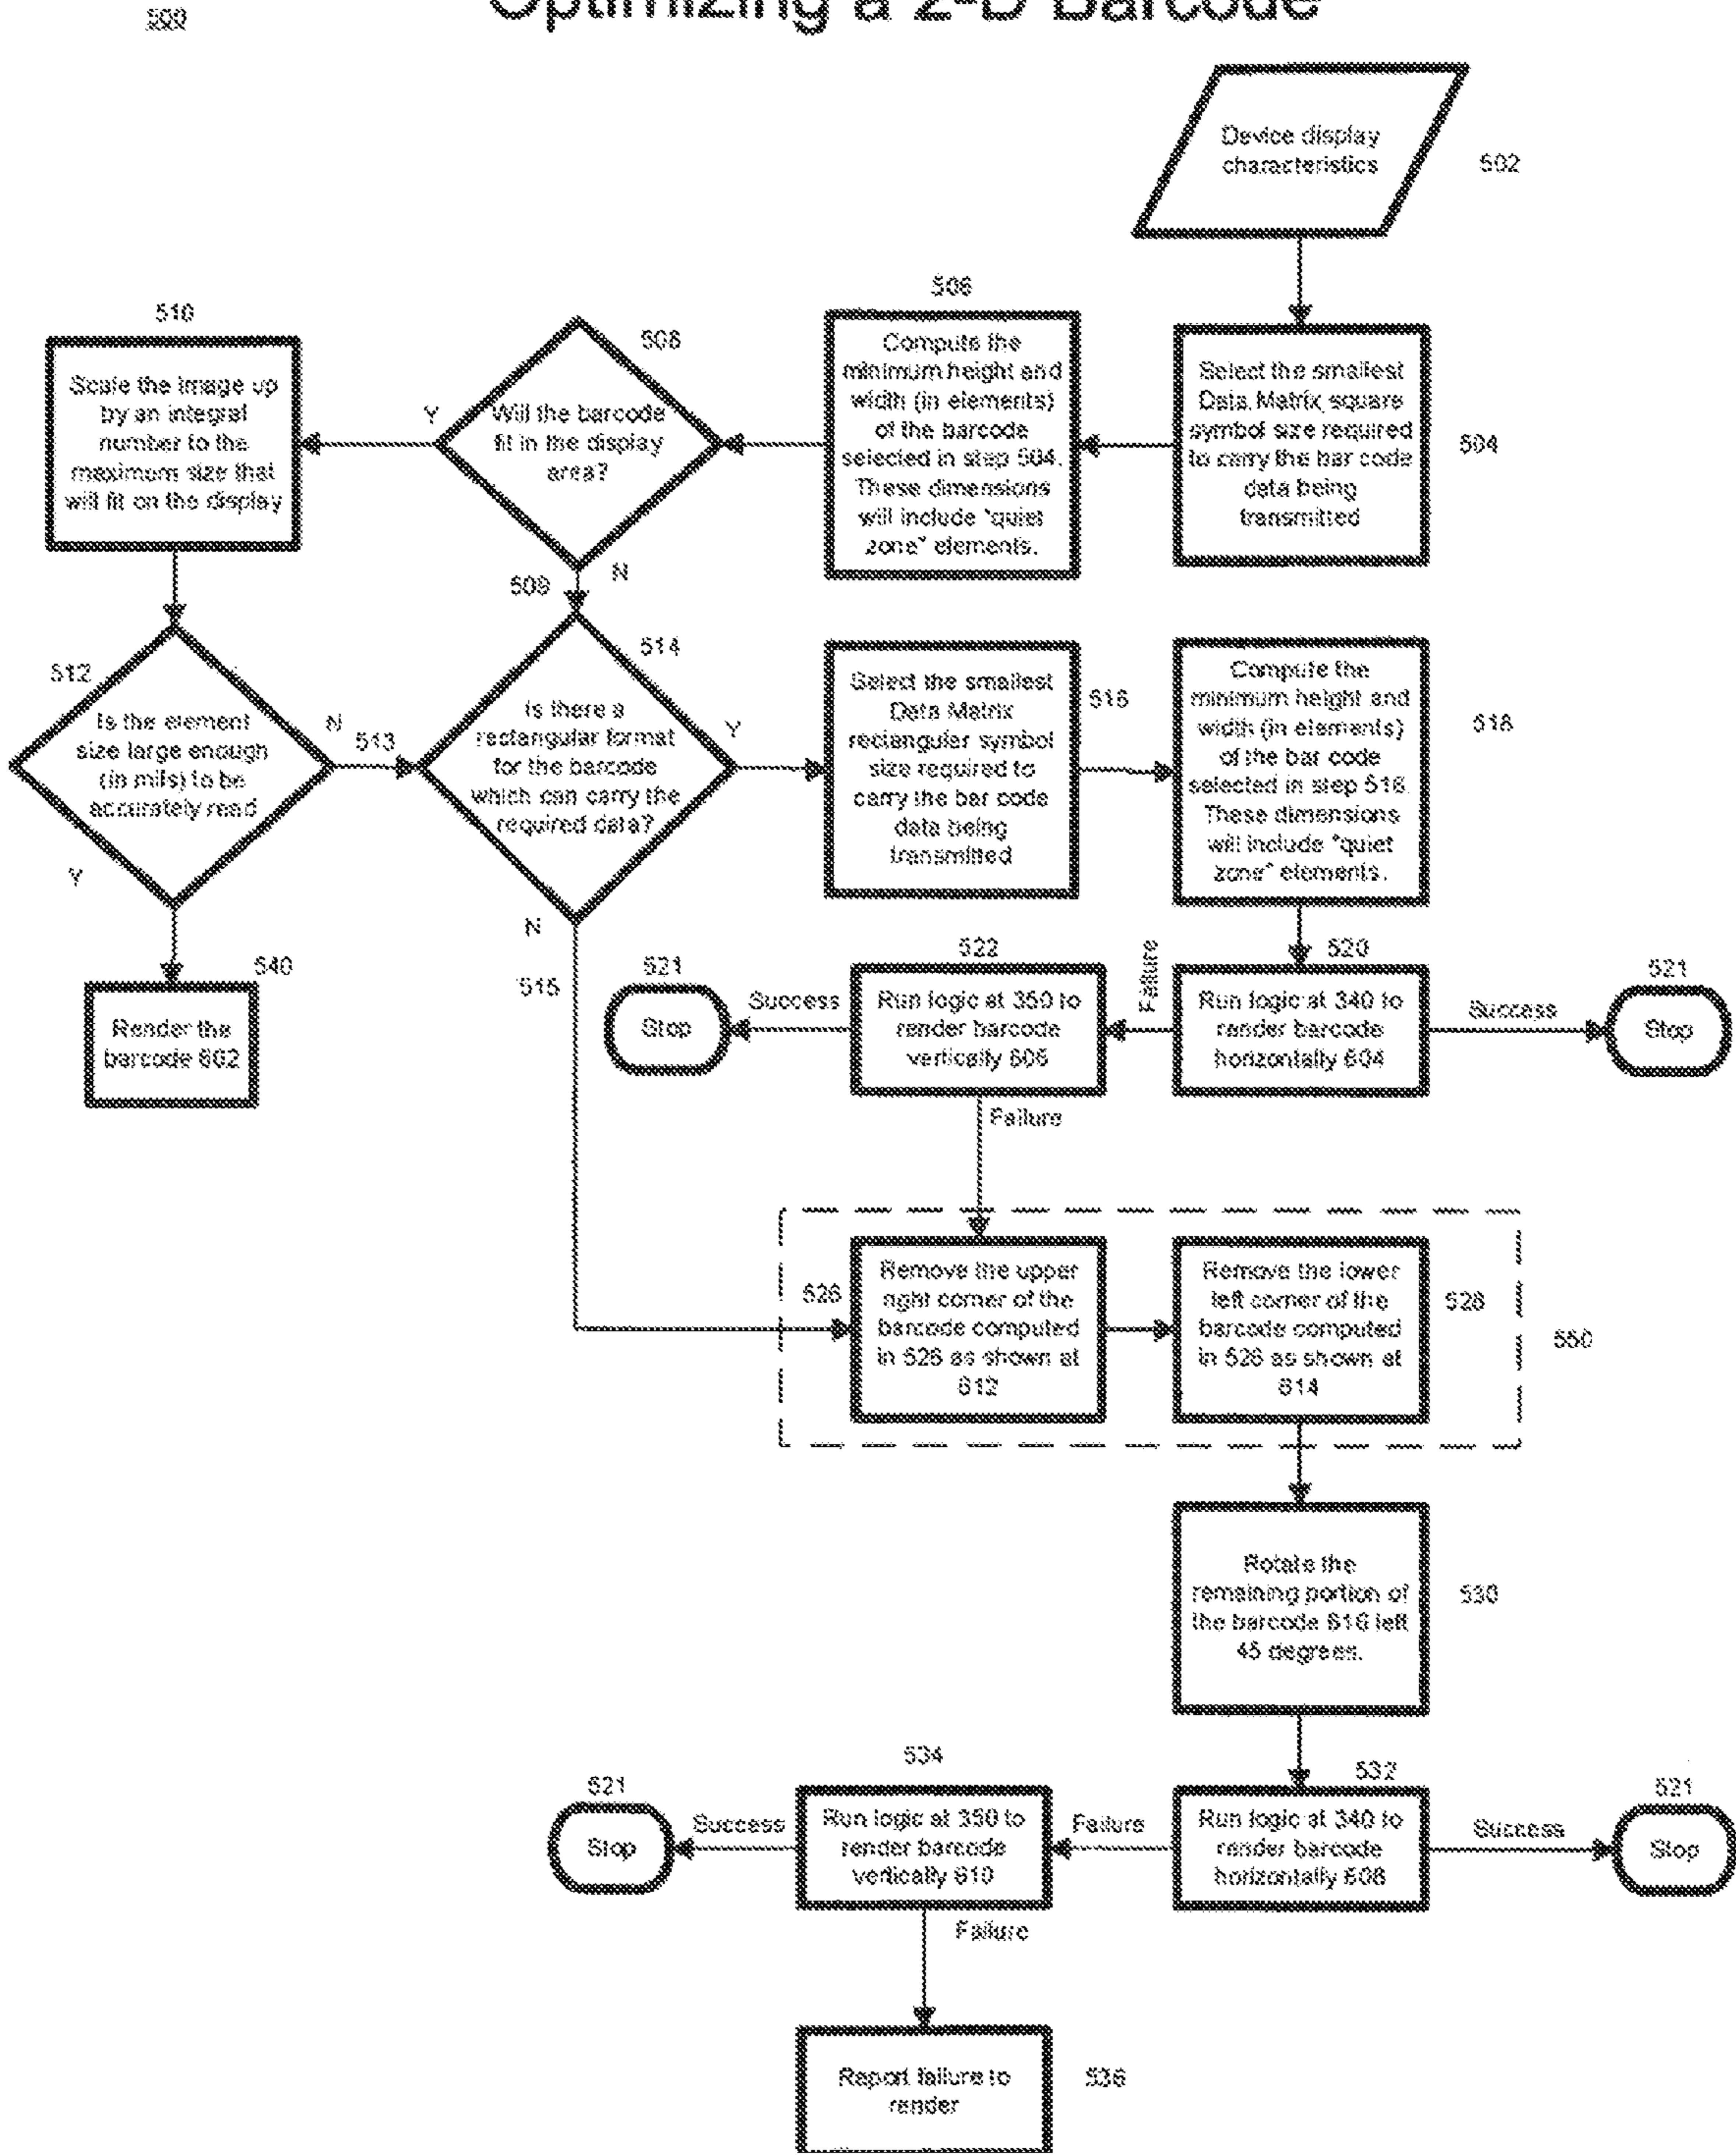 500
Optimizing a 2-D Barcode
Device display
characteristics
502
506
510
508
Compute the
minimum height and
width (in elements)
of the barcode
selected in step 504.
These dimensions
will include "quiet
zone" elements.
Select the smallest
Data Matrix square
symbol size required
to carry the bar code
data being
transmitted
504
Scale the image up
by an integral
number to the
maximum size that
will fit on the display
Y
Will the barcode
fit in the display
area?
N
509
512
Is the element
size large enough
(in mils) to be
accurately read
N
513
Y
514
Is there a
rectangular format
for the barcode
which can carry the
required data?
Y
N
515
Select the smallest
Data Matrix
rectangular symbol
size required to
carry the bar code
data being
transmitted
516
Compute the
minimum height and
width (in elements)
of the bar code
selected in step 516.
These dimensions
will include "quiet
zone" elements.
518
540
Render the
barcode 602
521
Stop
Success
522
Run logic at 350 to
render barcode
vertically 606
Failure
520
Run logic at 340 to
render barcode
horizontally 604
Success
521
Stop
Failure
526
Remove the upper
right corner of the
barcode computed
in 526 as shown at
612
Remove the lower
left corner of the
barcode computed
in 526 as shown at
614
528
550
Rotate the
remaining portion of
the barcode 616 left
45 degrees.
530
521
Stop
Success
534
Run logic at 350 to
render barcode
vertically 610
Failure
532
Run logic at 340 to
render barcode
horizontally 608
Success
521
Stop
Failure
Report failure to
render
536